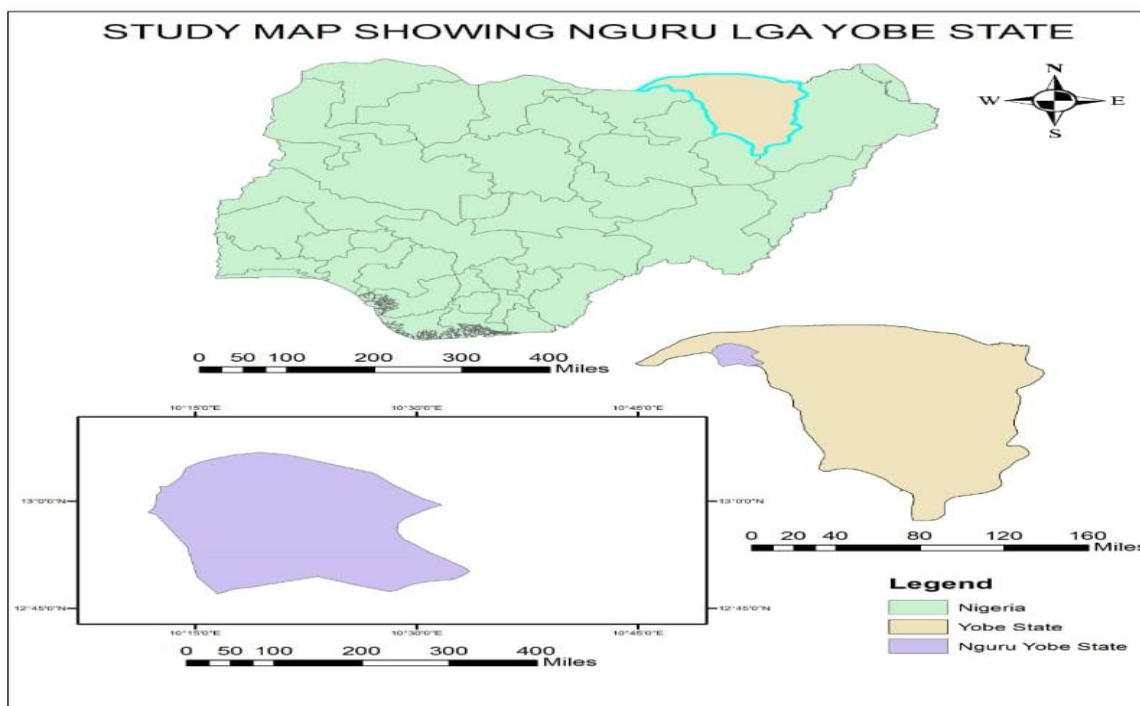 STUDY MAP SHOWING NGURU LGA YOBE STATE
N
W E
S
0 50 100 200 300 400
Miles
10°15'0"E 10°30'0"E 10°45'0"E
13°0'0"N 13°0'0"N
12°45'0"N 12°45'0"N
10°15'0"E 10°30'0"E 10°45'0"E
0 50 100 200 300 400
Miles
0 20 40 80 120 160
Miles
Legend
Nigeria
Yobe State
Nguru Yobe State